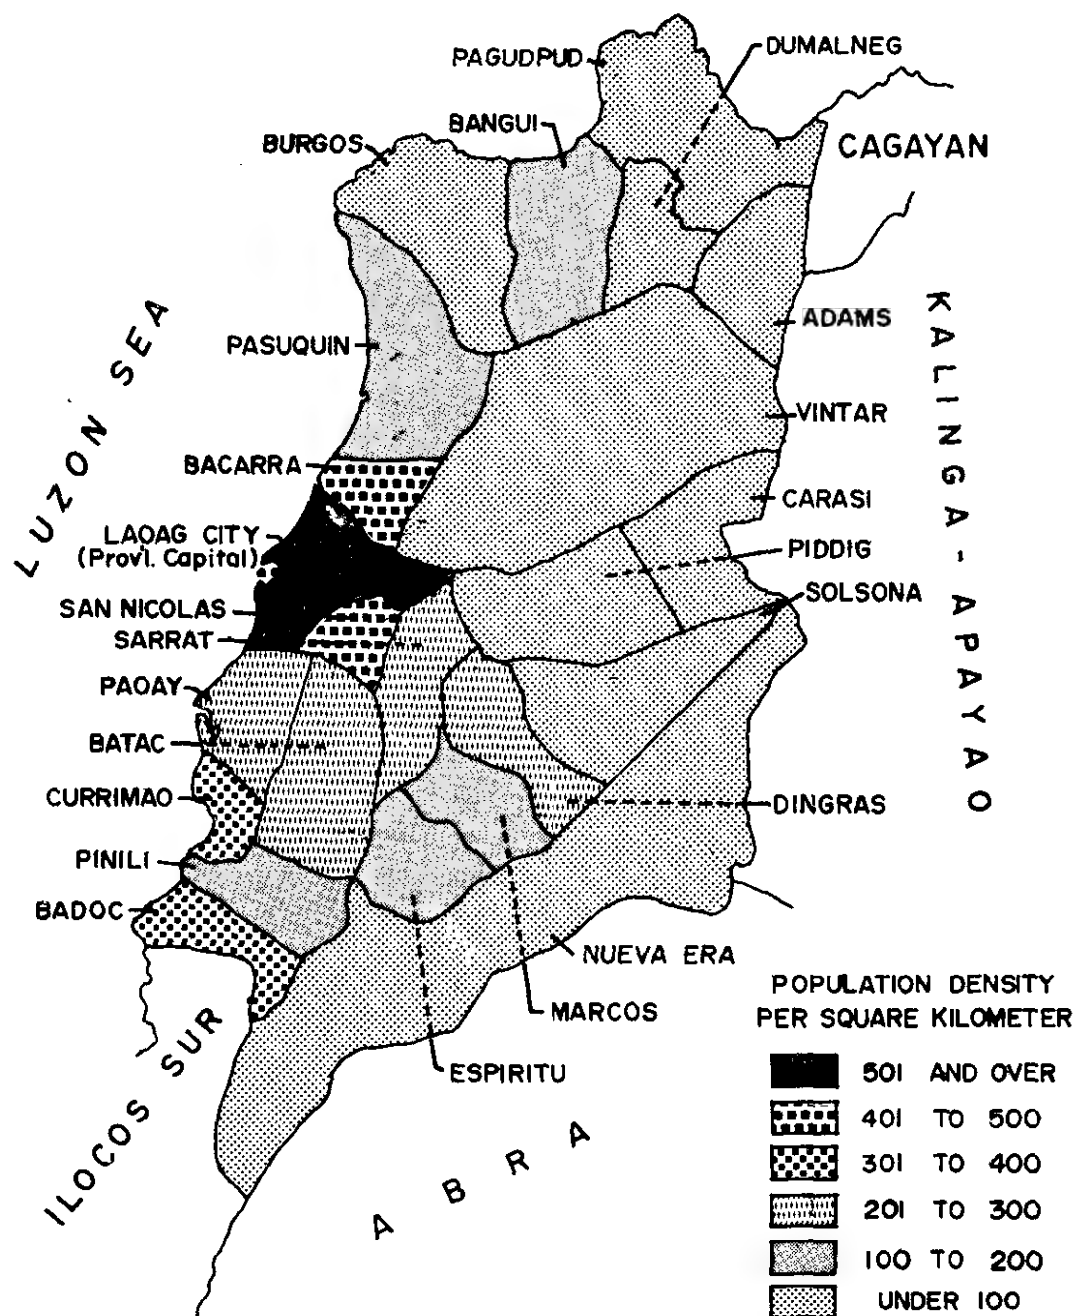 PAGUDPUD
DUMALNEG
BANGUI
BURGOS
CAGAYAN
ADAMS
PASUQUIN
VINTAR
LUZON SEA
KALINGA-APAYAO
BACARRA
CARASI
LAOAG CITY
(Provl. Capital)
PIDDIG
SOLSONA
SAN NICOLAS
SARRAT
PAOAY
BATAC
CURRIMAO
DINGRAS
PINILI
BADOC
NUEVA ERA
MARCOS
ESPIRITU
ILOCOS SUR
ABRA
POPULATION DENSITY
PER SQUARE KILOMETER
501 AND OVER
401 TO 500
301 TO 400
201 TO 300
100 TO 200
UNDER 100